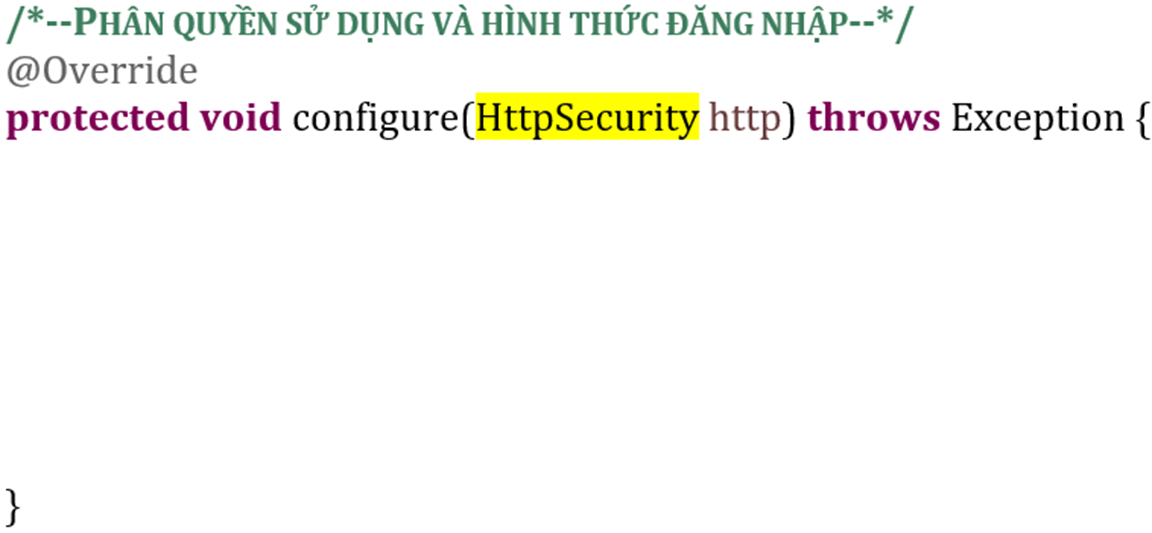 /*--PHÂN QUYỀN SỬ DỤNG VÀ HÌNH THỨC ĐĂNG NHẬP--*/
@Override
protected void configure(HttpSecurity http) throws Exception {
}